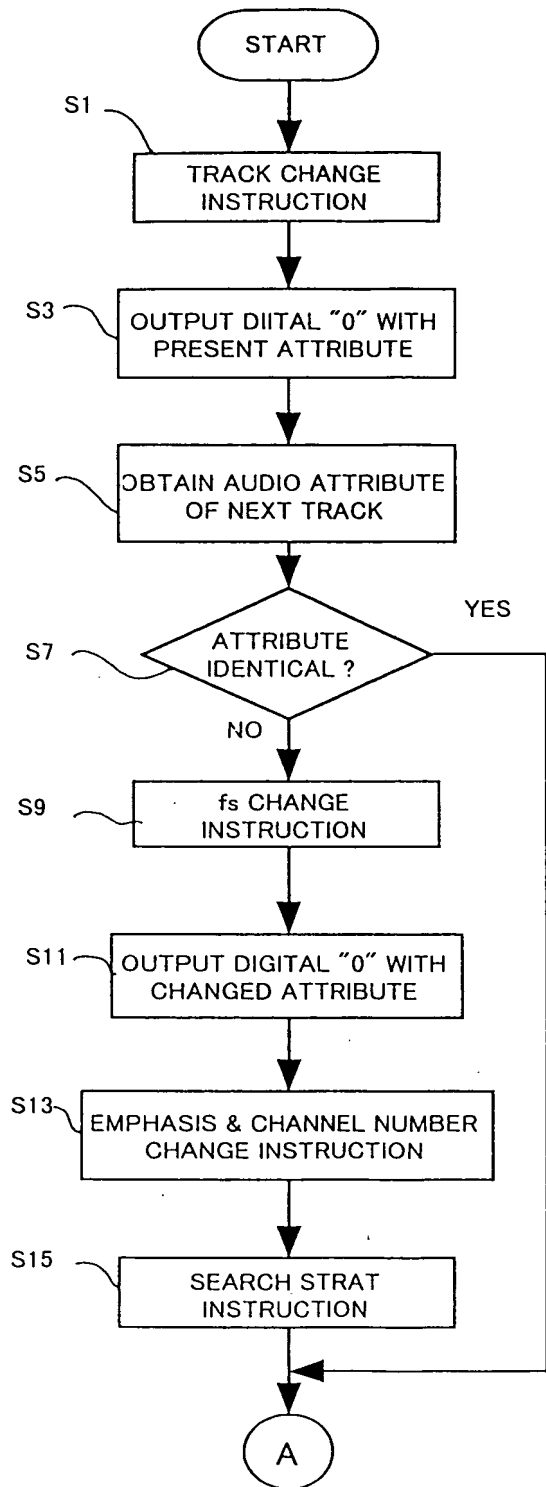 START
S1
TRACK CHANGE
INSTRUCTION
S3
OUTPUT DIITAL "0" WITH
PRESENT ATTRIBUTE
S5
OBTAIN AUDIO ATTRIBUTE
OF NEXT TRACK
YES
S7
ATTRIBUTE
IDENTICAL ?
NO
S9
fs CHANGE
INSTRUCTION
S11
OUTPUT DIGITAL "0" WITH
CHANGED ATTRIBUTE
S13
EMPHASIS & CHANNEL NUMBER
CHANGE INSTRUCTION
S15
SEARCH STRAT
INSTRUCTION
A